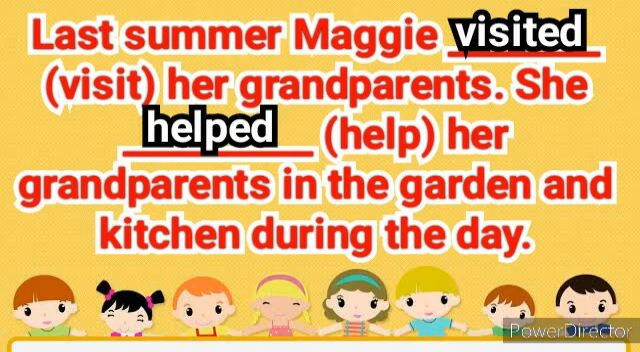 Last summer Maggie visited
(visit) her grandparents. She
helped (help) her
grandparents in the garden and
kitchen during the day.
PowerDirector